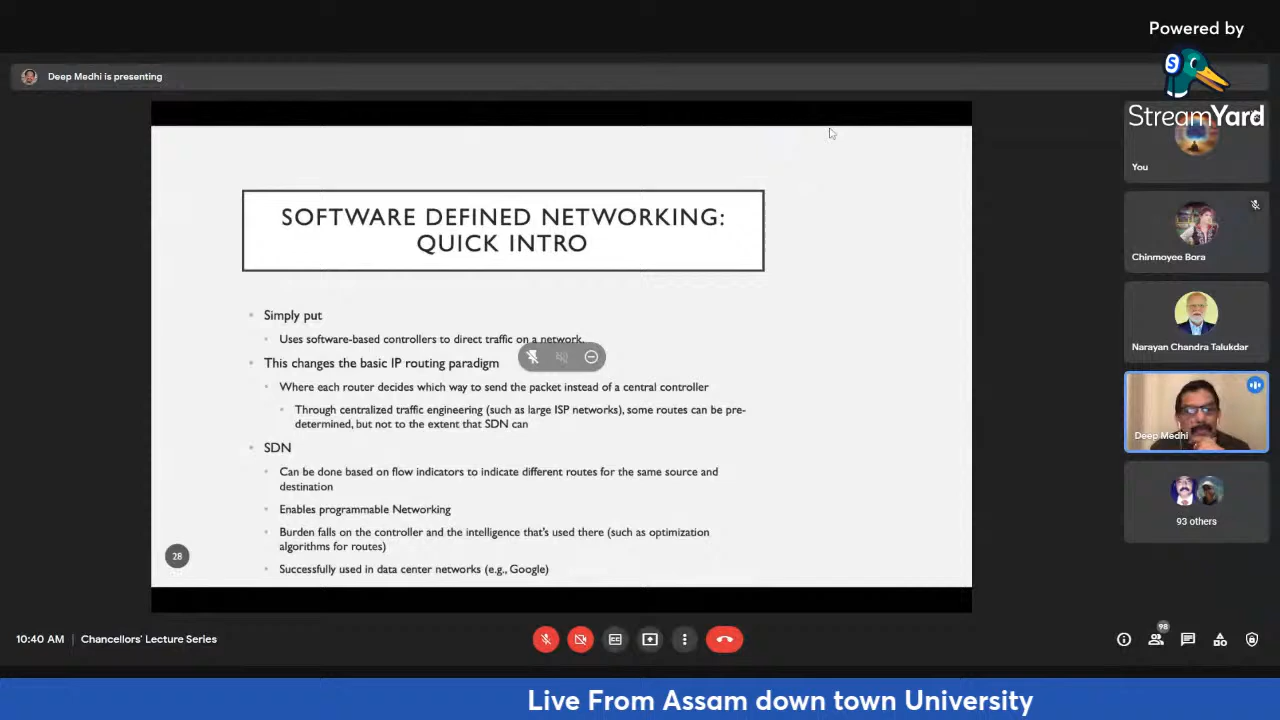 Powered by
StreamYard
Deep Medhi is presenting
SOFTWARE DEFINED NETWORKING:
QUICK INTRO
Simply put
Uses software-based controllers to direct traffic on a network.
This changes the basic IP routing paradigm
Where each router decides which way to send the packet instead of a central controller
Through centralized traffic engineering (such as large ISP networks), some routes can be pre-
determined, but not to the extent that SDN can
SDN
Can be done based on flow indicators to indicate different routes for the same source and
destination
Enables programmable Networking
Burden falls on the controller and the intelligence that's used there (such as optimization
algorithms for routes)
Successfully used in data center networks (e.g., Google)
28
You
Chinmoyee Bora
Narayan Chandra Talukdar
Deep Medhi
93 others
10:40 AM | Chancellors' Lecture Series
98
Live From Assam down town University